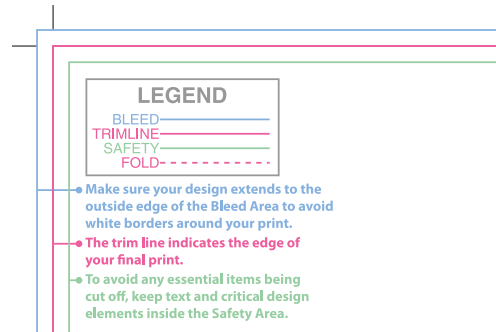 LEGEND
BLEED
TRIMLINE
SAFETY
FOLD
Make sure your design extends to the
outside edge of the Bleed Area to avoid
white borders around your print.
The trim line indicates the edge of
your final print.
To avoid any essential items being
cut off, keep text and critical design
elements inside the Safety Area.